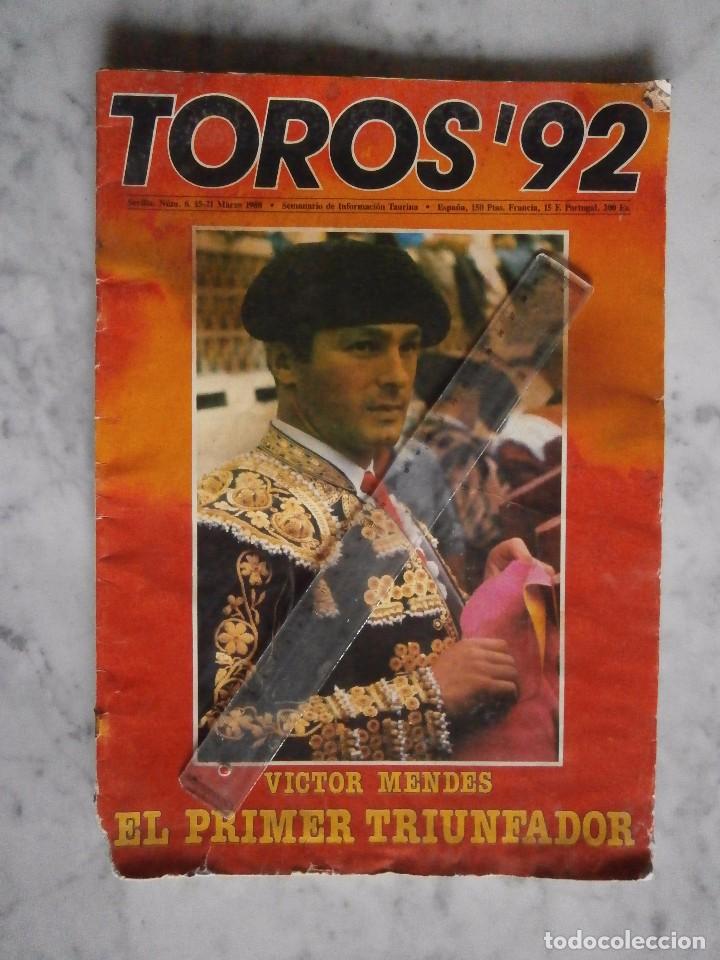 TOROS '92
Sevilla. Núm. 6. 15-21 Marzo 1988 • Semanario de Información Taurina • España, 150 Ptas. Francia, 15 F. Portugal, 200 Es.
VICTOR MENDES
EL PRIMER TRIUNFADOR
todocoleccion